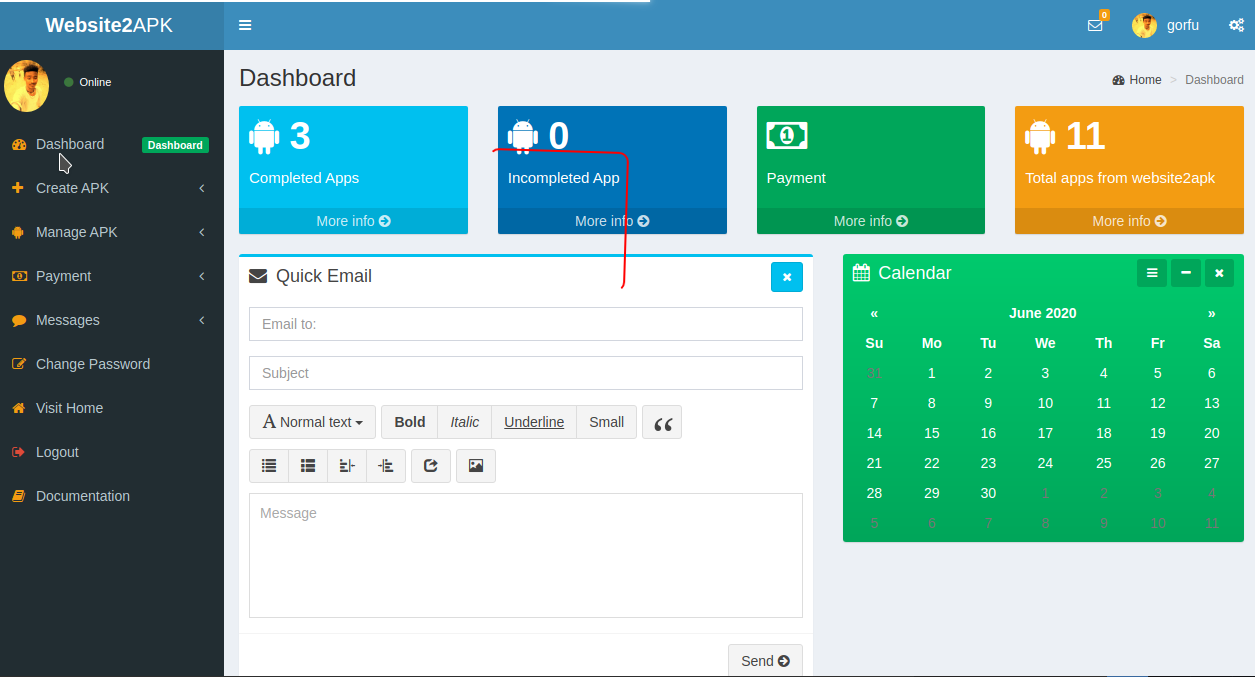 Website2APK
0
gorfu
Online
Dashboard Dashboard
Create APK
Manage APK
Payment
Messages
Change Password
Visit Home
Logout
Documentation
Dashboard
Home > Dashboard
3
Completed Apps
More info
0
Incompleted App
More info
1
Payment
More info
11
Total apps from website2apk
More info
Quick Email
Email to:
Subject
A Normal text Bold Italic Underline Small “
Message
Send
Calendar
« June 2020 »
Su Mo Tu We Th Fr Sa
31 1 2 3 4 5 6
7 8 9 10 11 12 13
14 15 16 17 18 19 20
21 22 23 24 25 26 27
28 29 30 1 2 3 4
5 6 7 8 9 10 11